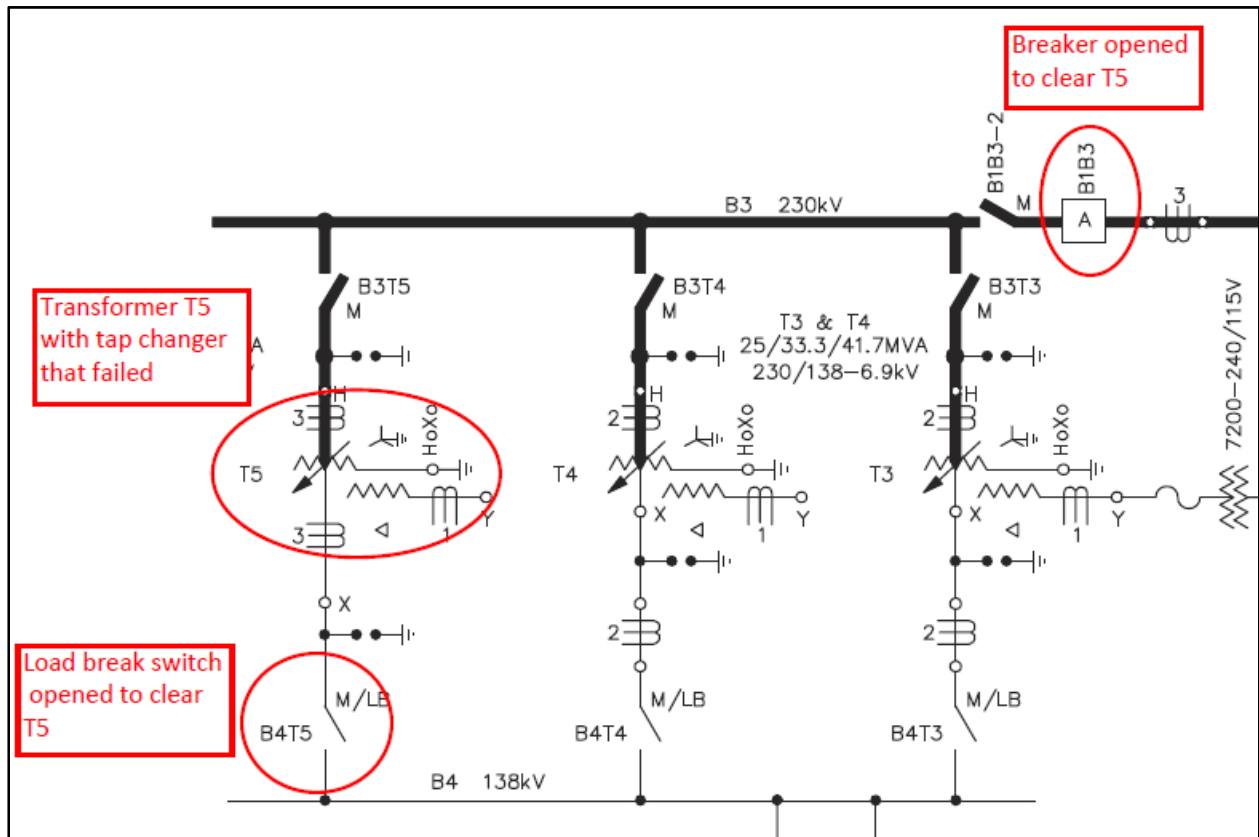 Breaker opened
to clear T5
B1B3-2
B1B3
M
A
3
B3 230kV
Transformer T5
with tap changer
that failed
A
B3T5
M
B3T4
M
B3T3
M
T3 & T4
25/33.3/41.7MVA
230/138-6.9kV
7200-240/115V
H
3
HoXo
T5
Y
3
X
H
2
HoXo
T4
X
Y
1
H
2
HoXo
T3
X
Y
1
2
2
Load break switch
opened to clear
T5
M/LB
B4T5
M/LB
B4T4
M/LB
B4T3
B4 138kV